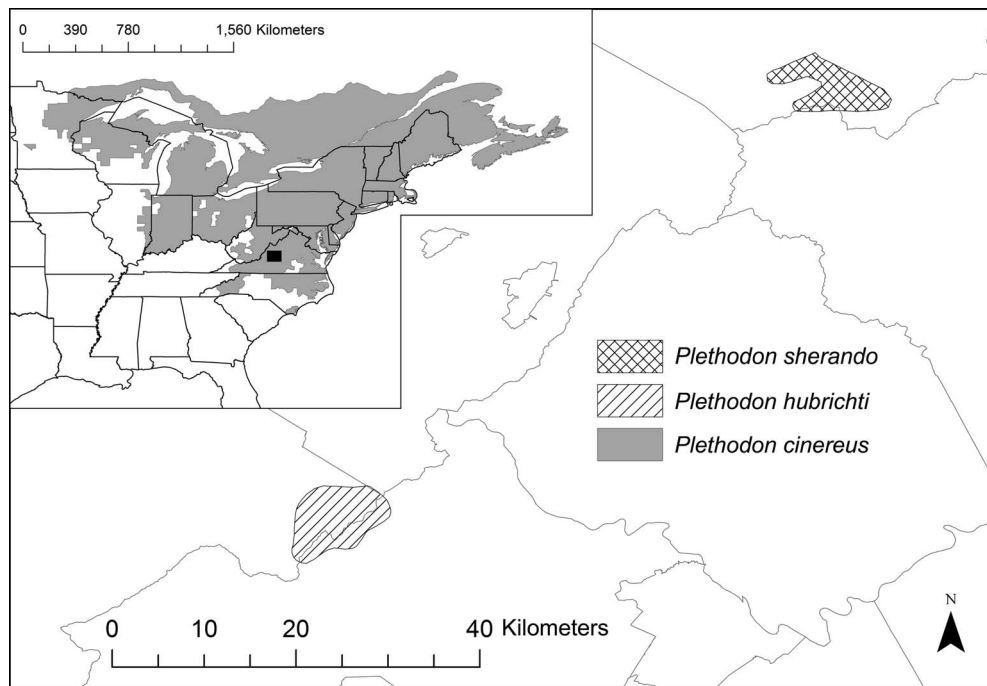 0 390 780 1,560 Kilometers
Plethodon sherando
Plethodon hubrichti
Plethodon cinereus
N
0 10 20 40 Kilometers